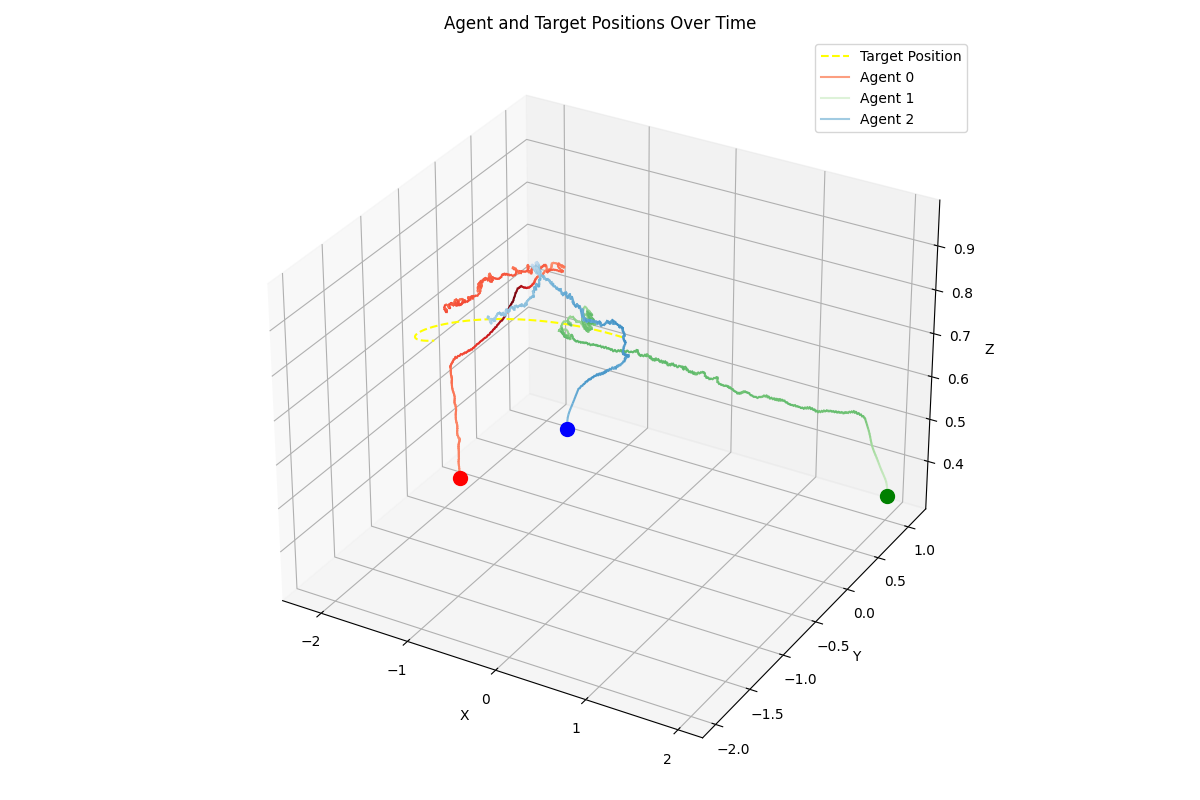 Agent and Target Positions Over Time
Target Position
Agent 0
Agent 1
Agent 2
0.9
0.8
0.7
Z
0.6
0.5
0.4
1.0
0.5
0.0
−0.5
Y
−1.0
−1.5
−2.0
−2
−1
0
X
1
2